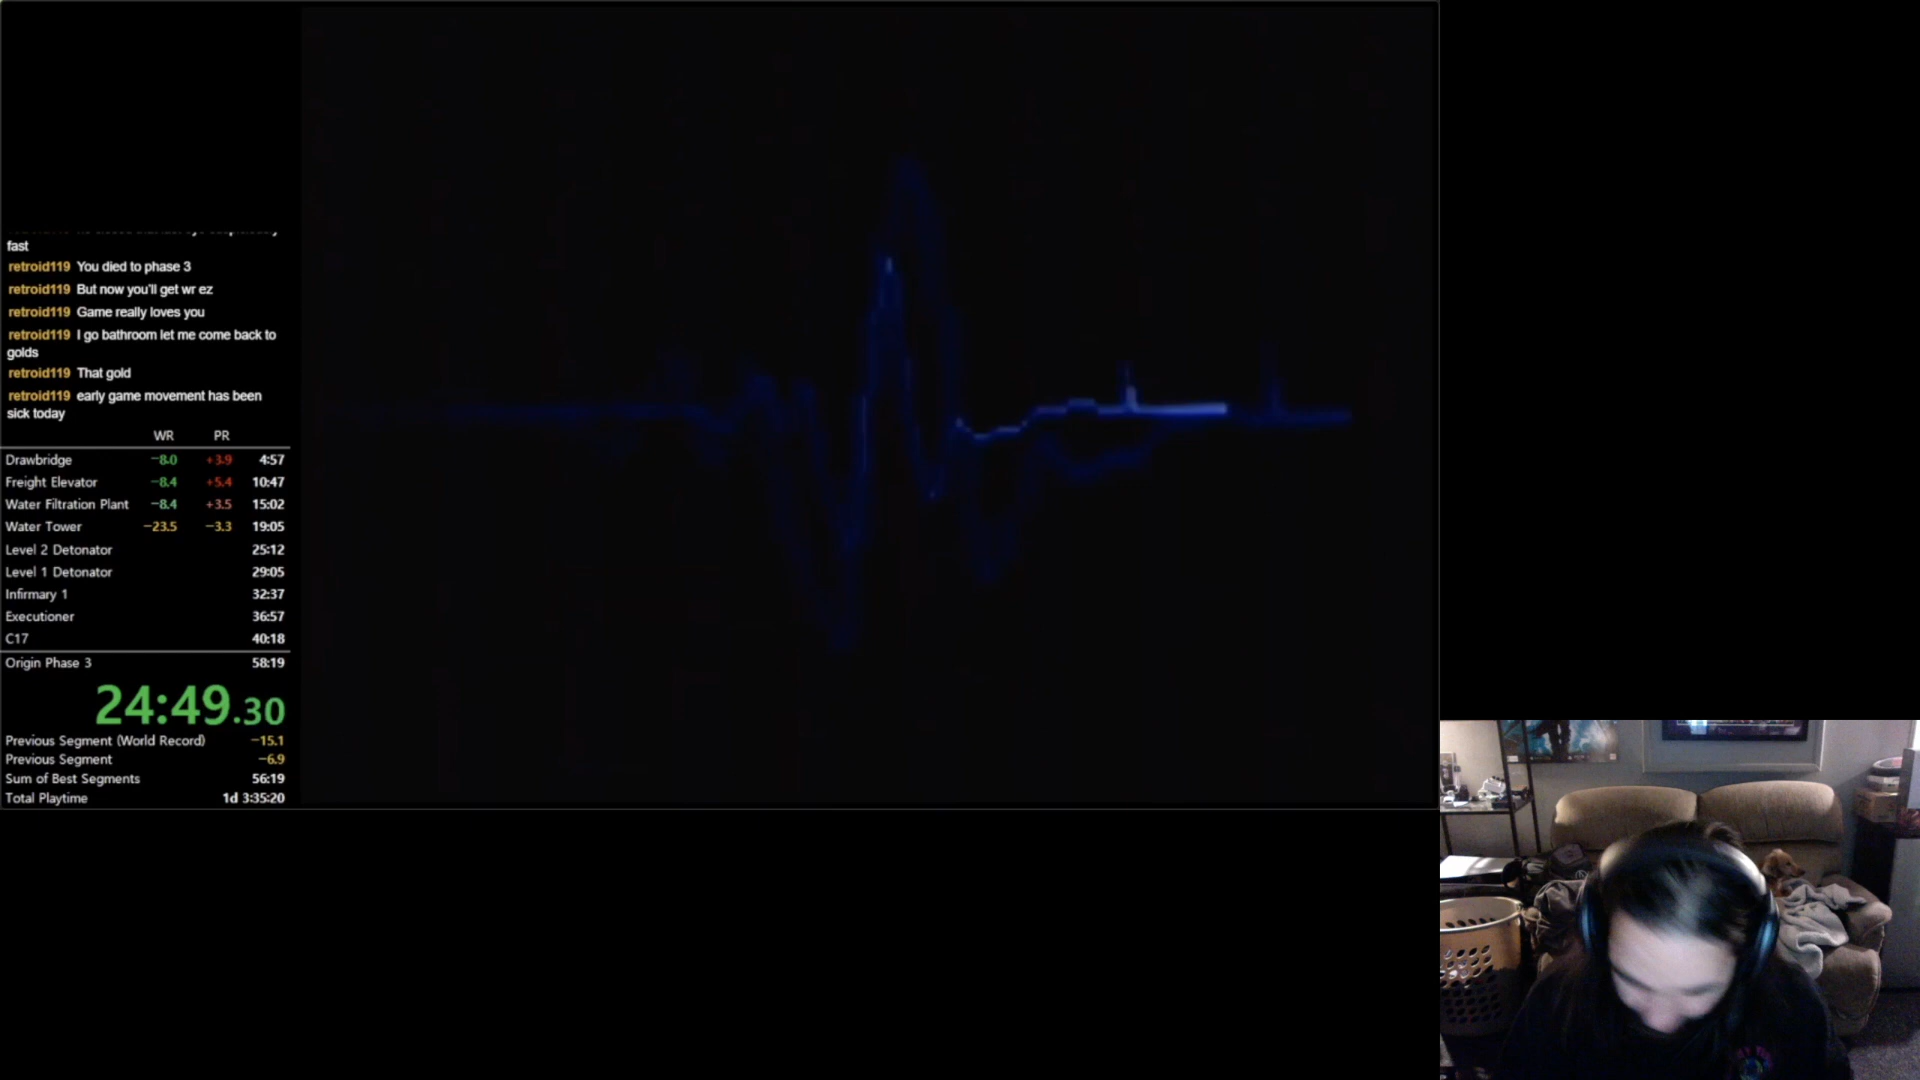 fast
retroid119 You died to phase 3
retroid119 But now you'll get wr ez
retroid119 Game really loves you
retroid119 I go bathroom let me come back to
golds
retroid119 That gold
retroid119 early game movement has been
sick today
WR PR
Drawbridge −8.0 +3.9 4:57
Freight Elevator −8.4 +5.4 10:47
Water Filtration Plant −8.4 +3.5 15:02
Water Tower −23.5 −3.3 19:05
Level 2 Detonator 25:12
Level 1 Detonator 29:05
Infirmary 1 32:37
Executioner 36:57
C17 40:18
Origin Phase 3 58:19
24:49.30
Previous Segment (World Record) −15.1
Previous Segment −6.9
Sum of Best Segments 56:19
Total Playtime 1d 3:35:20